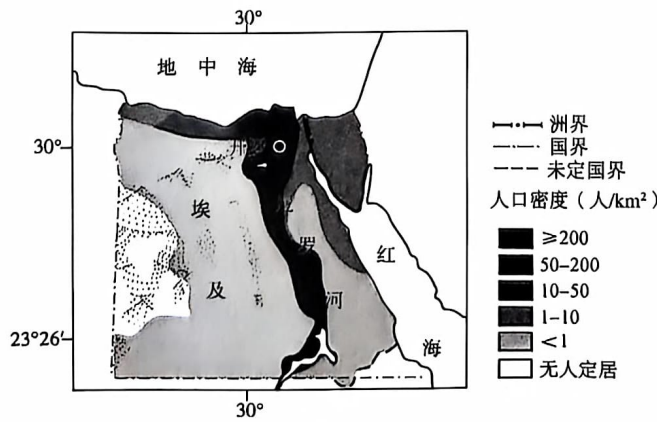 30°
地中海
30°
开罗
埃及
尼罗河
红海
23°26′
30°
洲界
国界
未定国界
人口密度（人/km²）
≥200
50-200
10-50
1-10
<1
无人定居